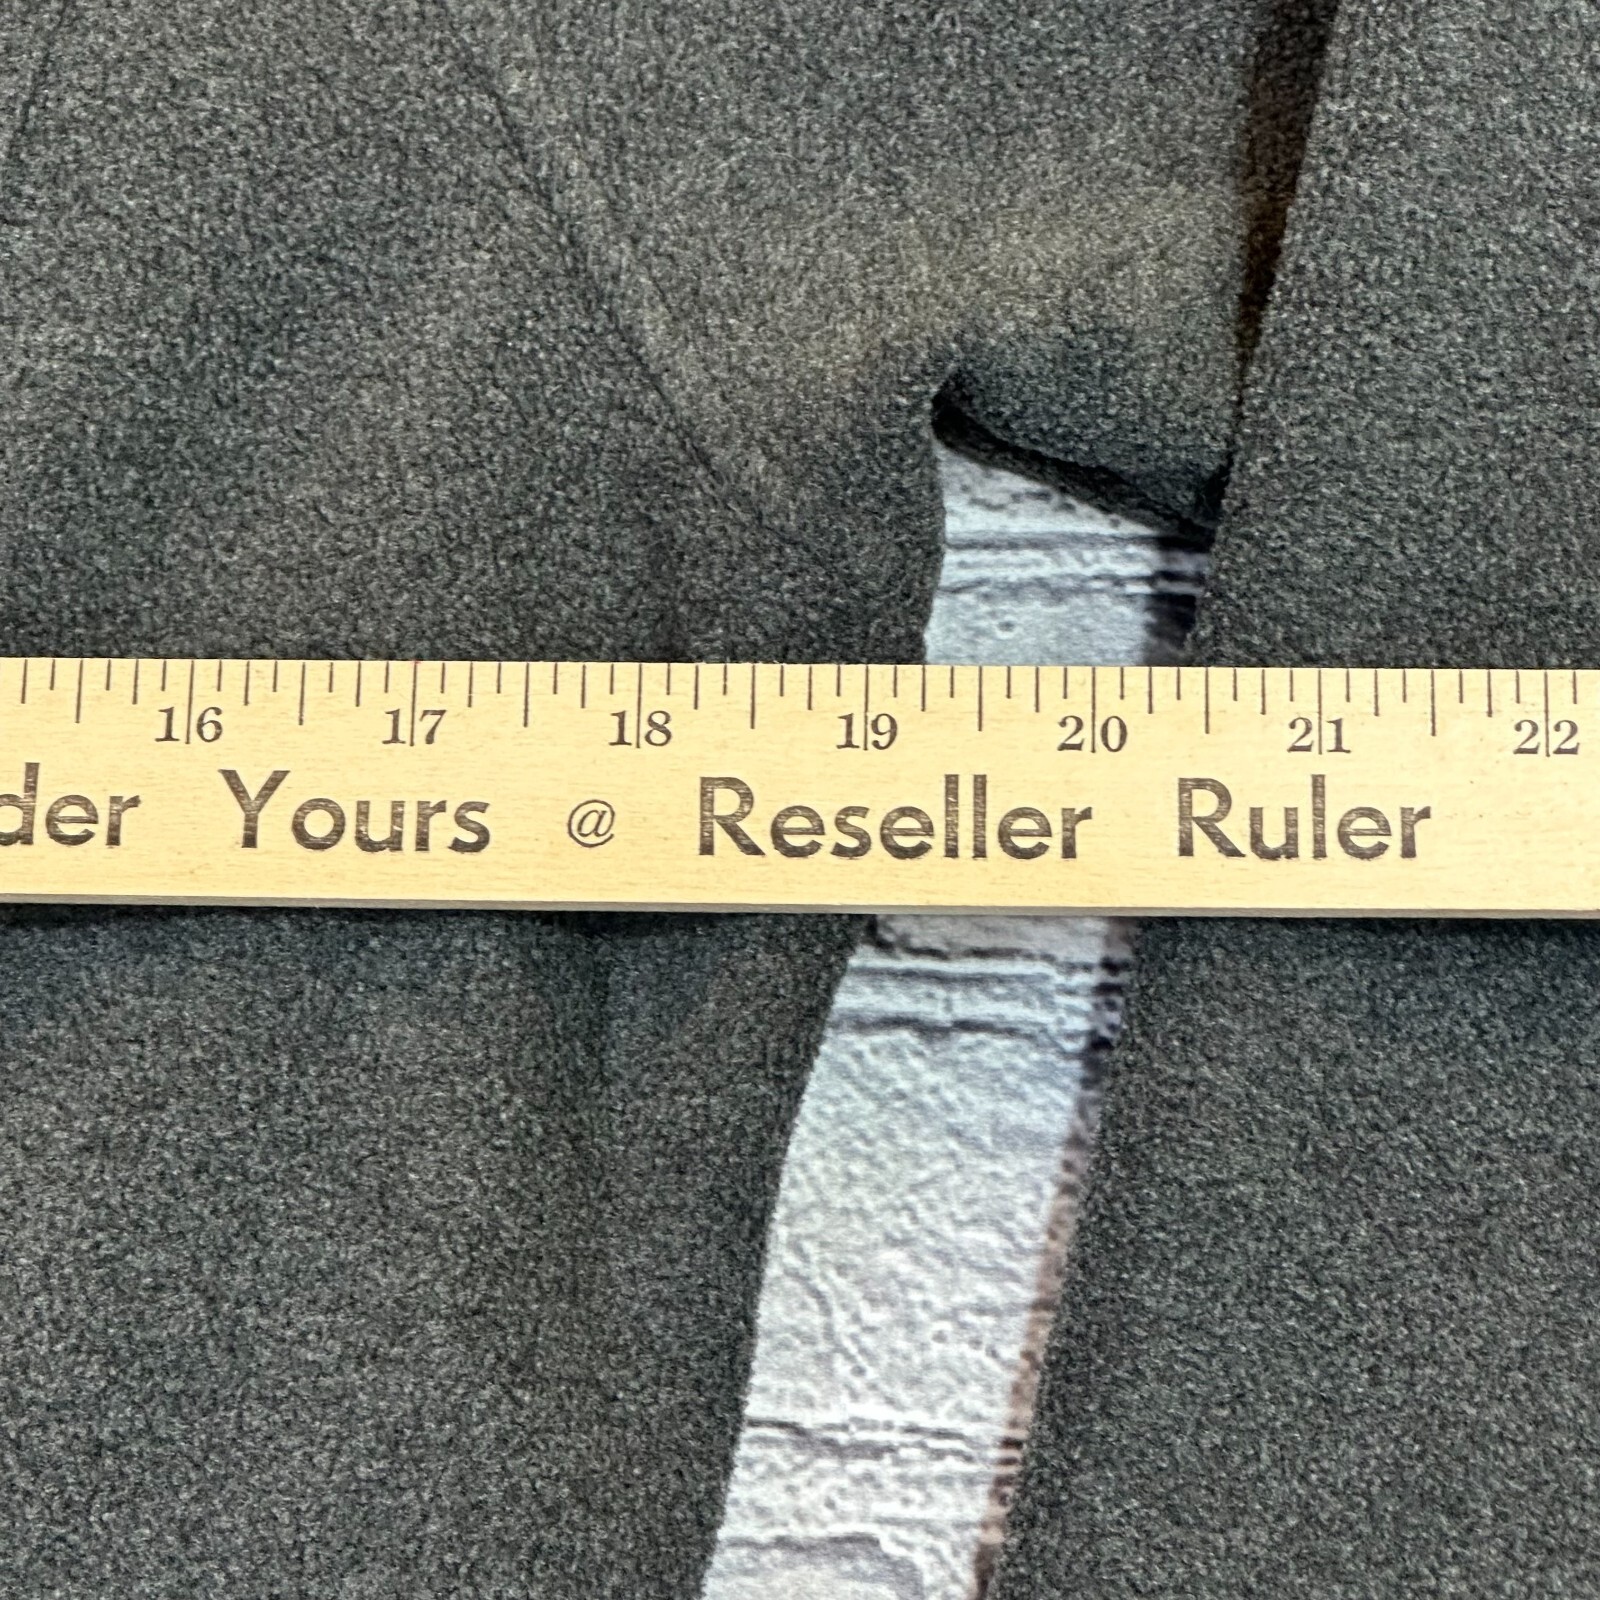 16 17 18 19 20 21 22
der Yours @ Reseller Ruler